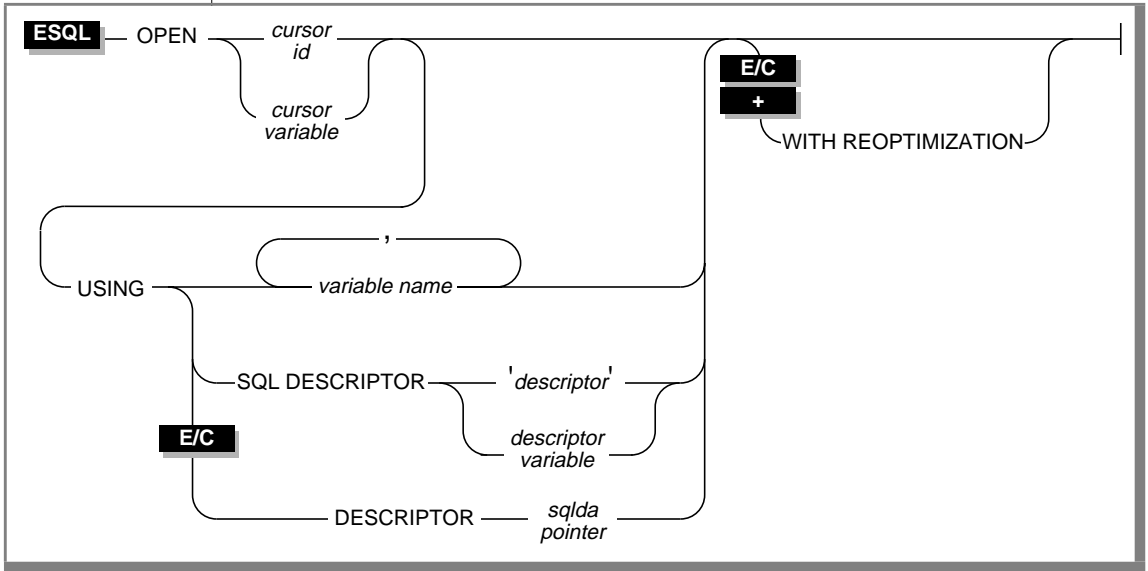 ESQL OPEN cursor id
cursor variable
E/C
+
WITH REOPTIMIZATION
,
USING variable name
SQL DESCRIPTOR 'descriptor'
E/C
descriptor variable
DESCRIPTOR sqlda pointer